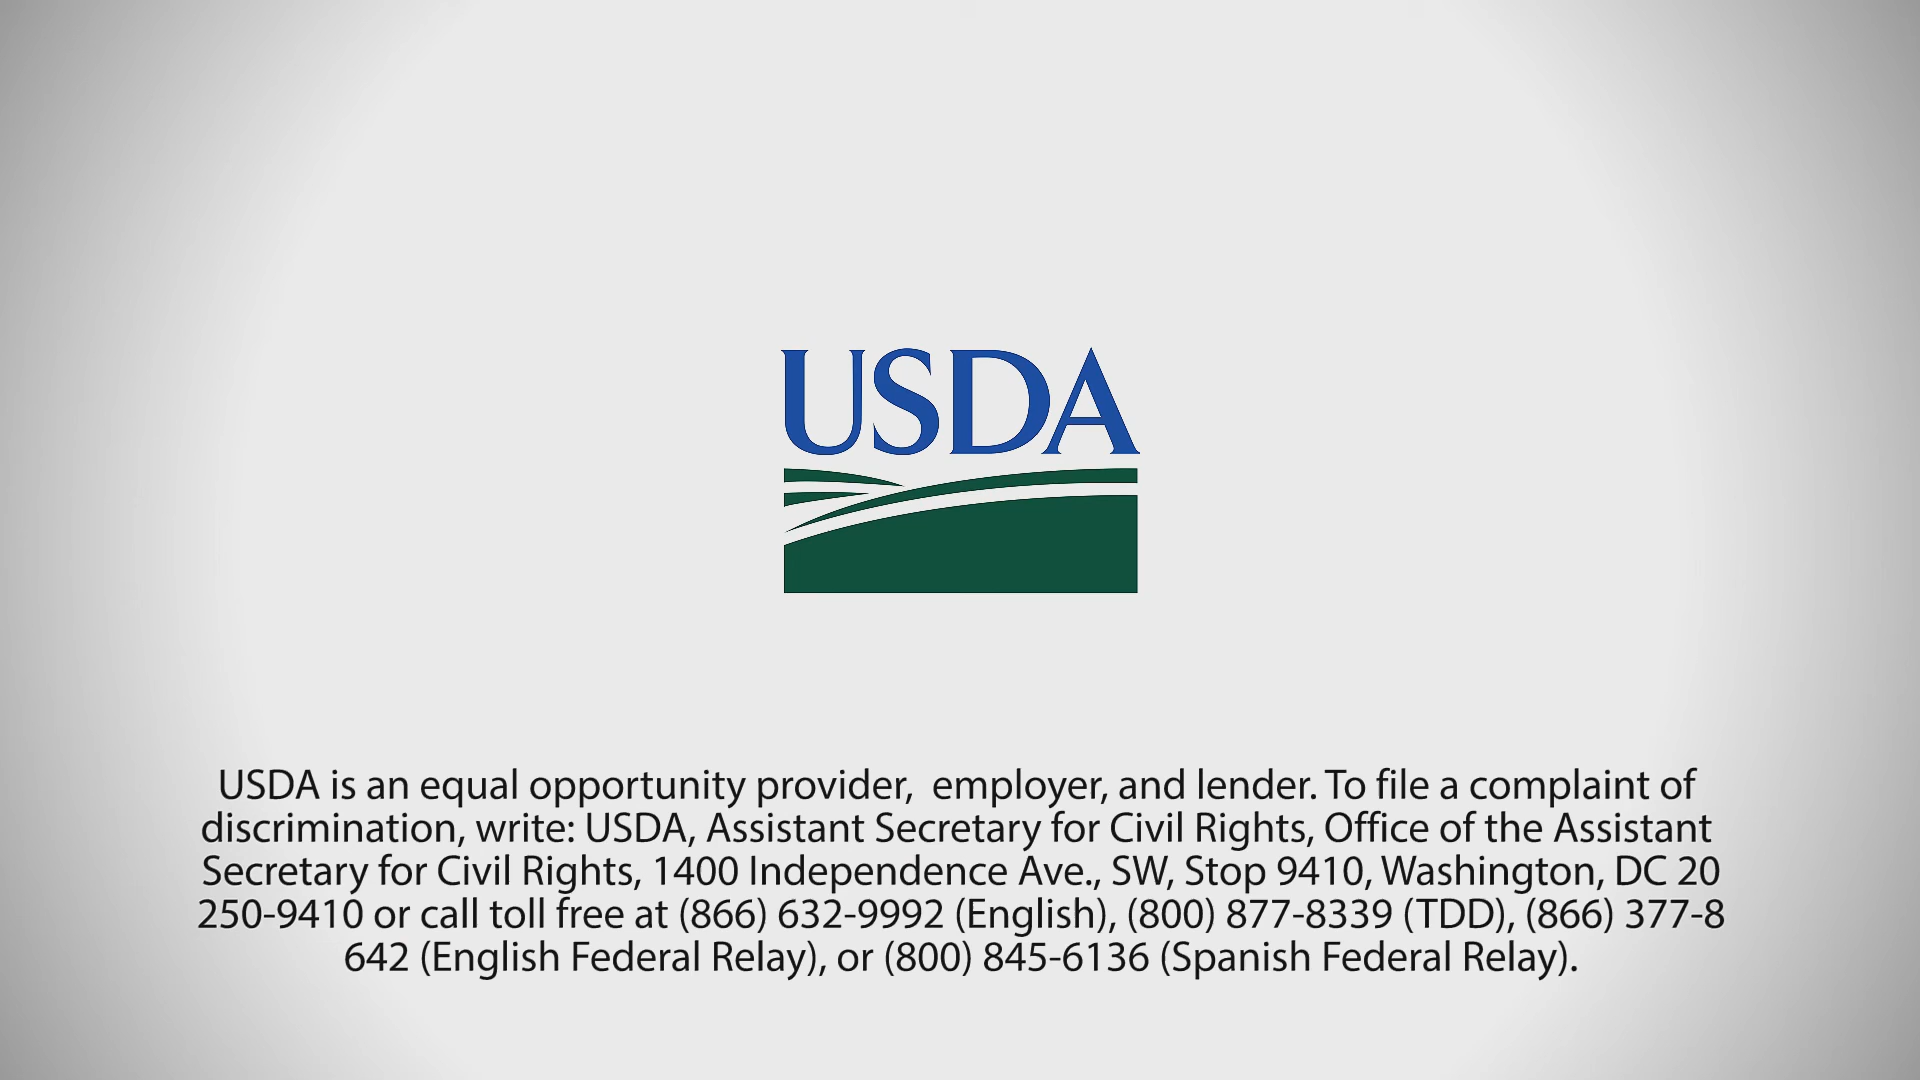 USDA
USDA is an equal opportunity provider,  employer, and lender. To file a complaint of
discrimination, write: USDA, Assistant Secretary for Civil Rights, Office of the Assistant
Secretary for Civil Rights, 1400 Independence Ave., SW, Stop 9410, Washington, DC 20
250-9410 or call toll free at (866) 632-9992 (English), (800) 877-8339 (TDD), (866) 377-8
642 (English Federal Relay), or (800) 845-6136 (Spanish Federal Relay).